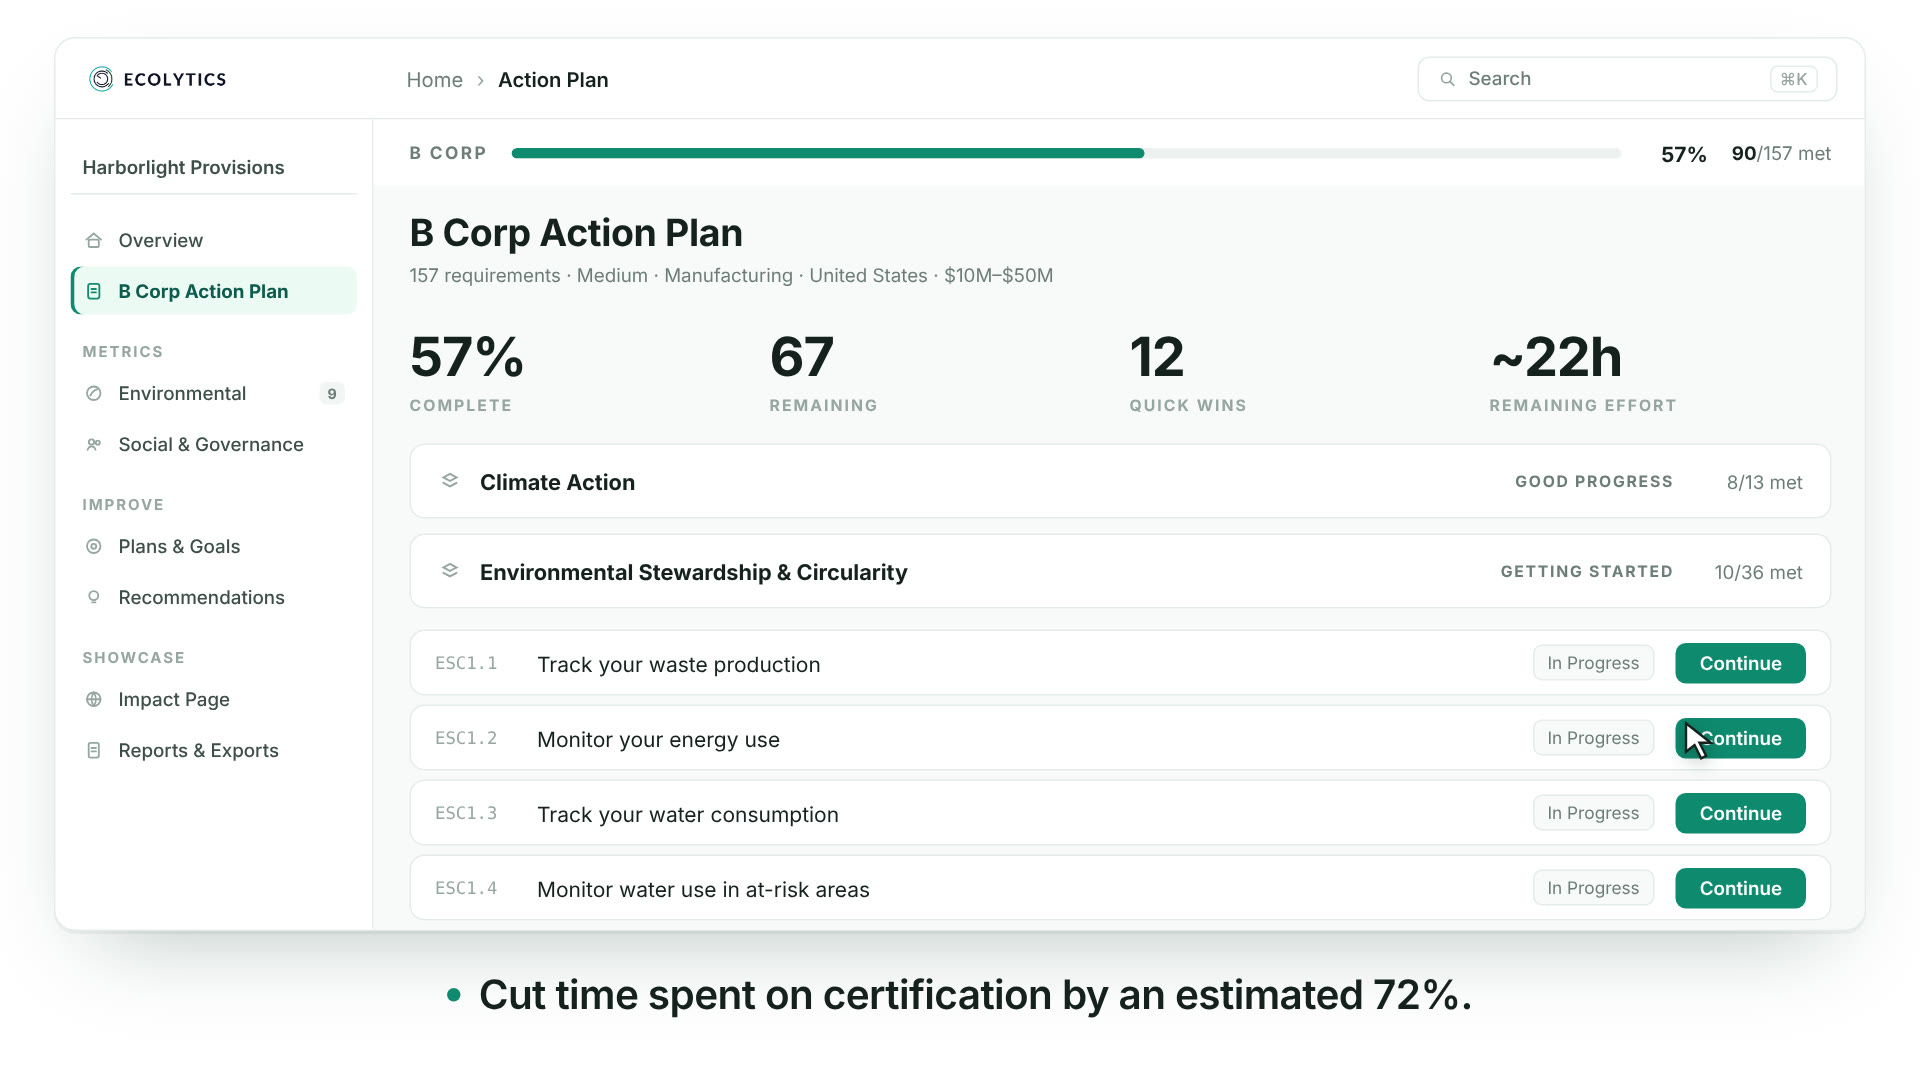 ECOLYTICS
Home › Action Plan
Search ⌘K
Harborlight Provisions
Overview
B Corp Action Plan
METRICS
Environmental 9
Social & Governance
IMPROVE
Plans & Goals
Recommendations
SHOWCASE
Impact Page
Reports & Exports
B CORP 57% 90/157 met
B Corp Action Plan
157 requirements · Medium · Manufacturing · United States · $10M–$50M
57% 67 12 ~22h
COMPLETE REMAINING QUICK WINS REMAINING EFFORT
Climate Action GOOD PROGRESS 8/13 met
Environmental Stewardship & Circularity GETTING STARTED 10/36 met
ESC1.1 Track your waste production In Progress Continue
ESC1.2 Monitor your energy use In Progress Continue
ESC1.3 Track your water consumption In Progress Continue
ESC1.4 Monitor water use in at-risk areas In Progress Continue
• Cut time spent on certification by an estimated 72%.